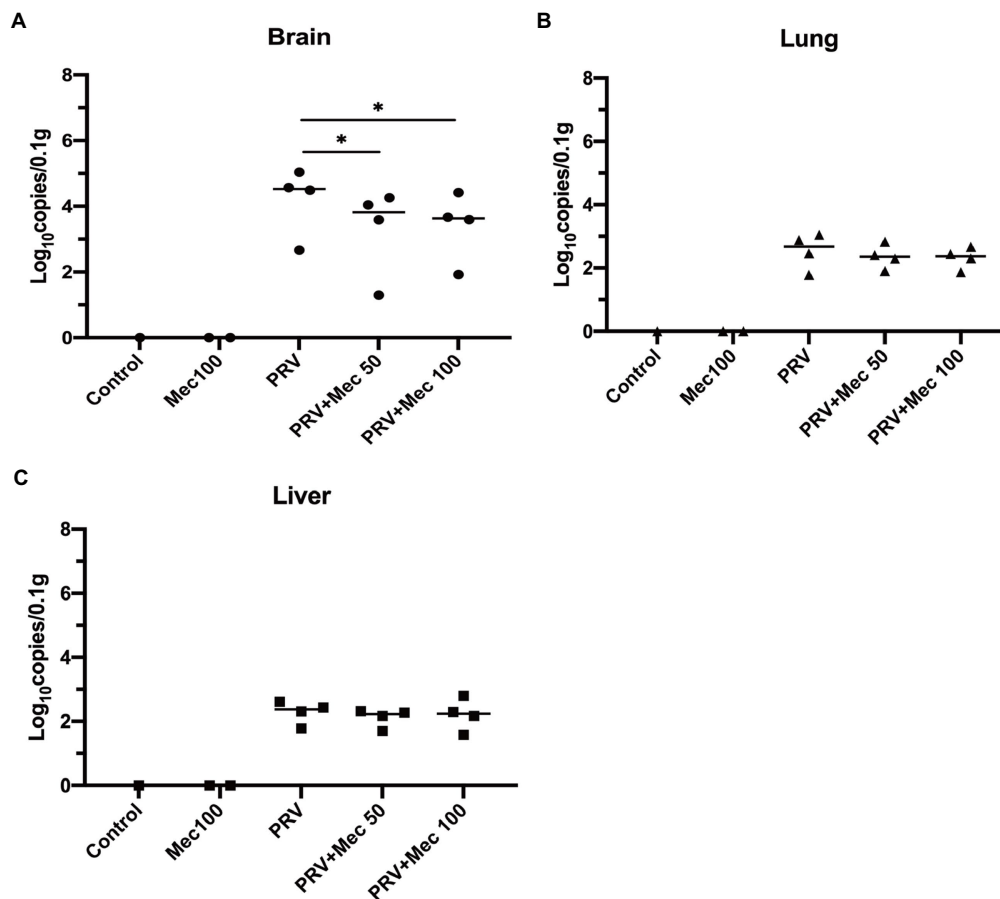 A
Brain
Log₁₀copies/0.1g
8
6
4
2
0
*
*
Control
Mec100
PRV
PRV+Mec 50
PRV+Mec 100
B
Lung
Log₁₀copies/0.1g
8
6
4
2
0
Control
Mec100
PRV
PRV+Mec 50
PRV+Mec 100
C
Liver
Log₁₀copies/0.1g
8
6
4
2
0
Control
Mec100
PRV
PRV+Mec 50
PRV+Mec 100